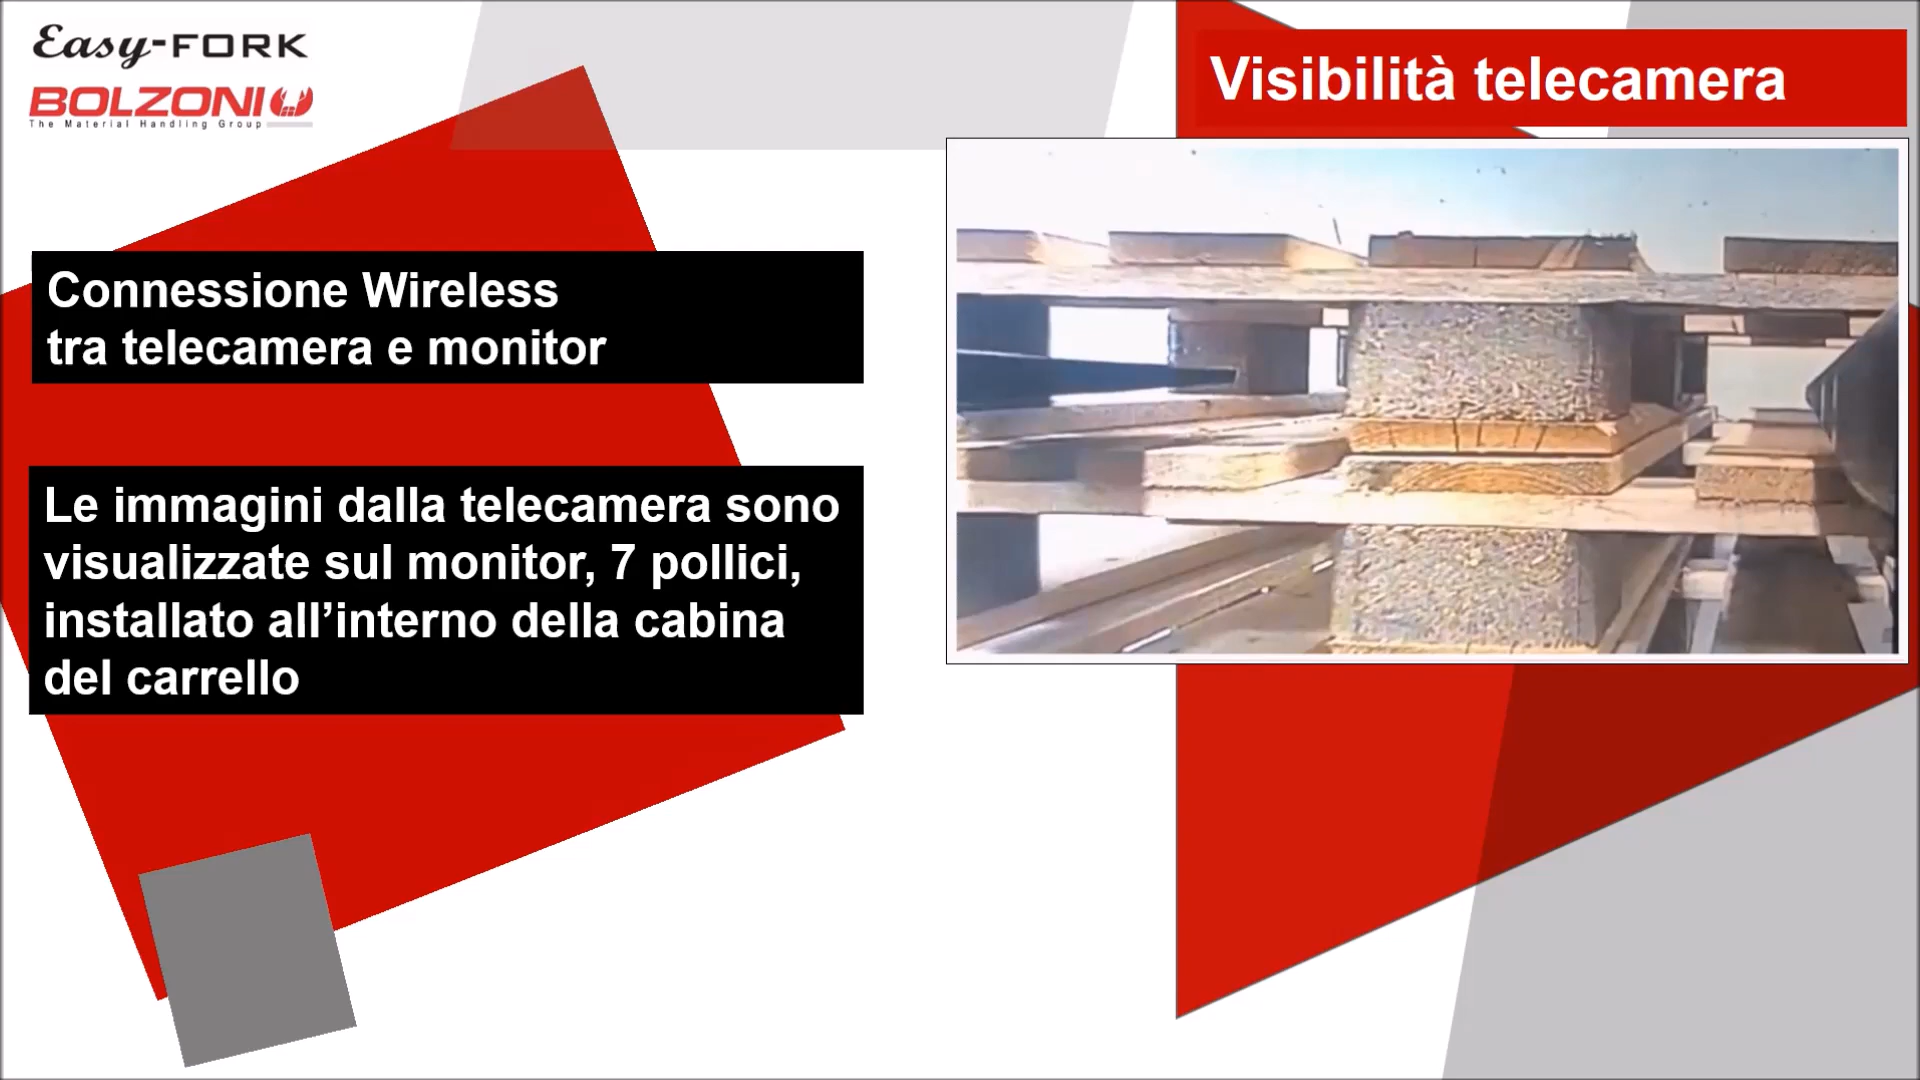 Easy-FORK
BOLZONI
The Material Handling Group
Visibilità telecamera
Connessione Wireless
tra telecamera e monitor
Le immagini dalla telecamera sono
visualizzate sul monitor, 7 pollici,
installato all’interno della cabina
del carrello